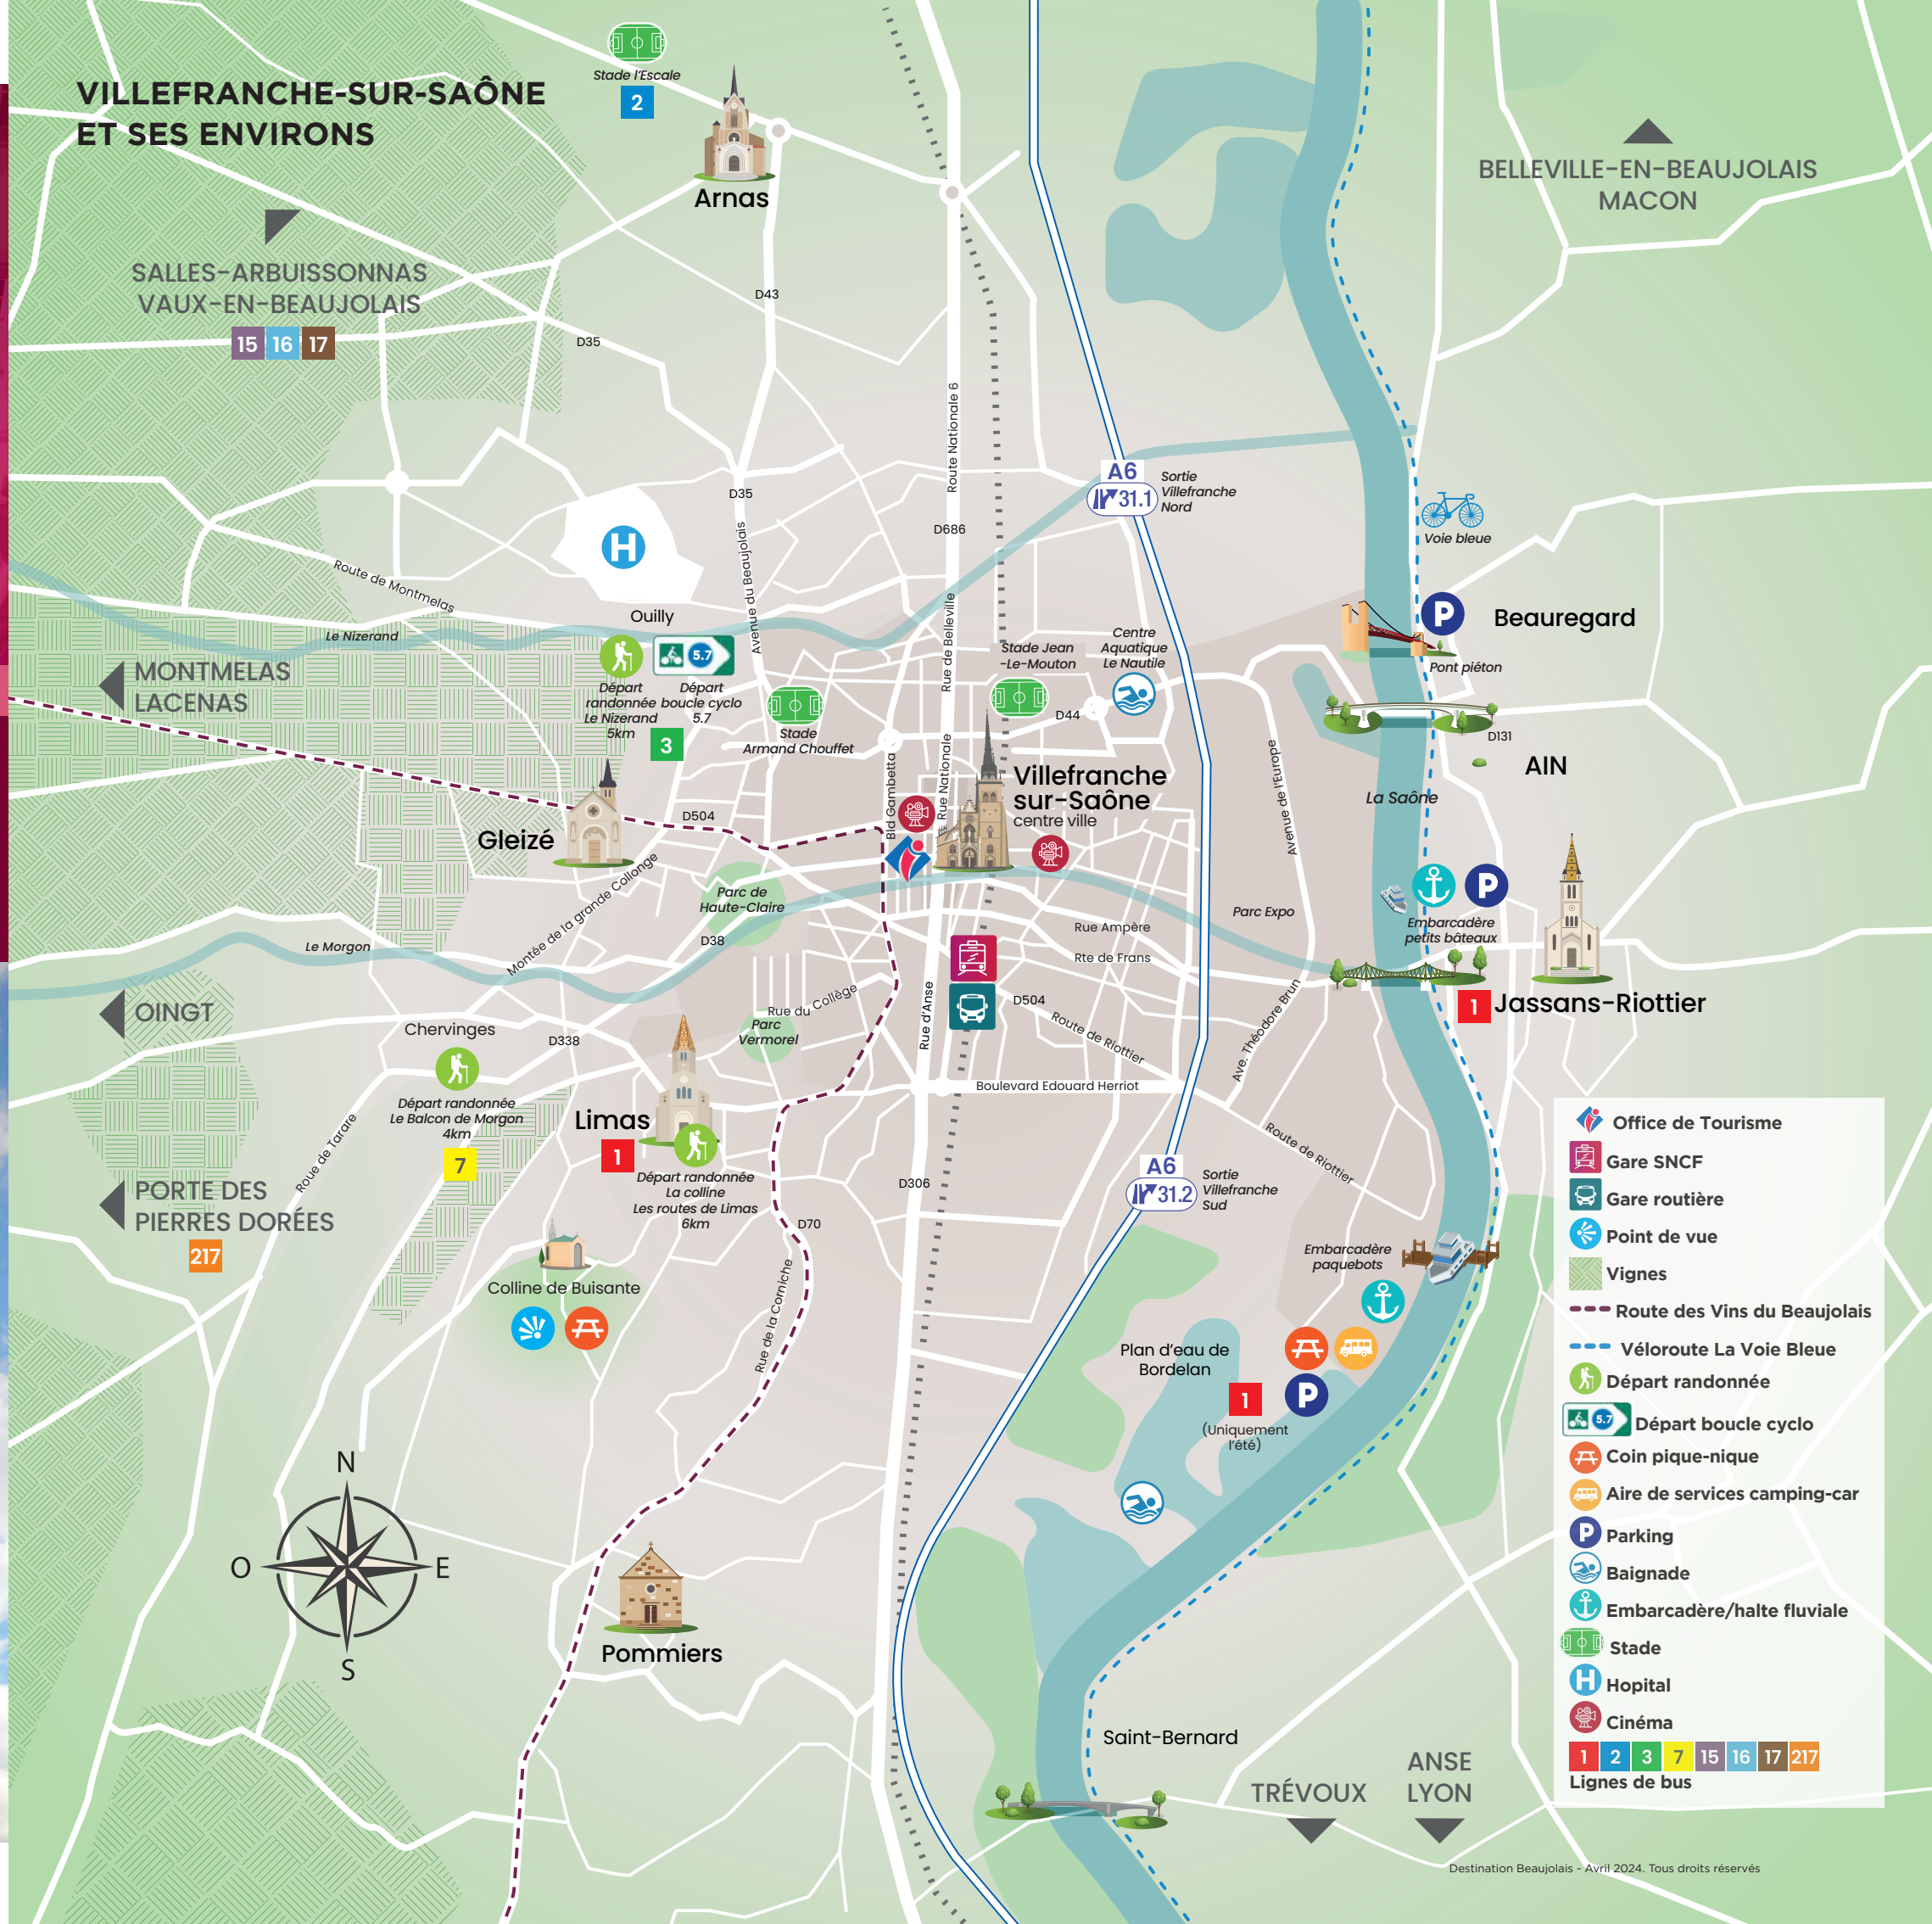 VILLEFRANCHE-SUR-SAÔNE
ET SES ENVIRONS
Stade l'Escale
2
Arnas
BELLEVILLE-EN-BEAUJOLAIS
MACON
SALLES-ARBUISSONNAS
VAUX-EN-BEAUJOLAIS
15 16 17
D43
D35
Route Nationale 6
A6
31.1
Sortie
Villefranche
Nord
D35
D686
Voie bleue
H
Avenue du Beaujolais
Route de Montmelas
Ouilly
Le Nizerand
Rue de Belleville
Stade Jean
-Le-Mouton
Centre
Aquatique
Le Nautile
P
Beauregard
Pont piéton
MONTMELAS
LACENAS
5.7
Départ
randonnée
Le Nizerand
5km
Départ
boucle cyclo
5.7
3
Stade
Armand Chouffet
D44
D131
AIN
Avenue de l'Europe
La Saône
Bld Gambetta
Rue Nationale
Villefranche
sur-Saône
centre ville
D504
Gleizé
Montée de la grande Collonge
Parc de
Haute-Claire
D38
Le Morgon
Rue Ampère
Rte de Frans
Parc Expo
P
Embarcadère
petits bâteaux
1
Jassans-Riottier
OINGT
Chervinges
D338
Rue du Collège
Parc
Vermorel
Rue d'Anse
D504
Route de Riottier
Ave. Théodore Brun
Boulevard Edouard Herriot
Départ randonnée
Le Balcon de Morgon
4km
7
Roue de Tarare
Limas
1
Départ randonnée
La colline
Les routes de Limas
6km
Route de Riottier
A6
31.2
Sortie
Villefranche
Sud
D306
D70
PORTE DES
PIERRES DORÉES
217
Colline de Buisante
Rue de la Corniche
Embarcadère
paquebots
Plan d'eau de
Bordelan
1
(Uniquement
l'été)
P
N
O
E
S
Pommiers
Saint-Bernard
TRÉVOUX
ANSE
LYON
Office de Tourisme
Gare SNCF
Gare routière
Point de vue
Vignes
Route des Vins du Beaujolais
Véloroute La Voie Bleue
Départ randonnée
5.7 Départ boucle cyclo
Coin pique-nique
Aire de services camping-car
P Parking
Baignade
Embarcadère/halte fluviale
Stade
H Hopital
Cinéma
1 2 3 7 15 16 17 217
Lignes de bus
Destination Beaujolais - Avril 2024. Tous droits réservés